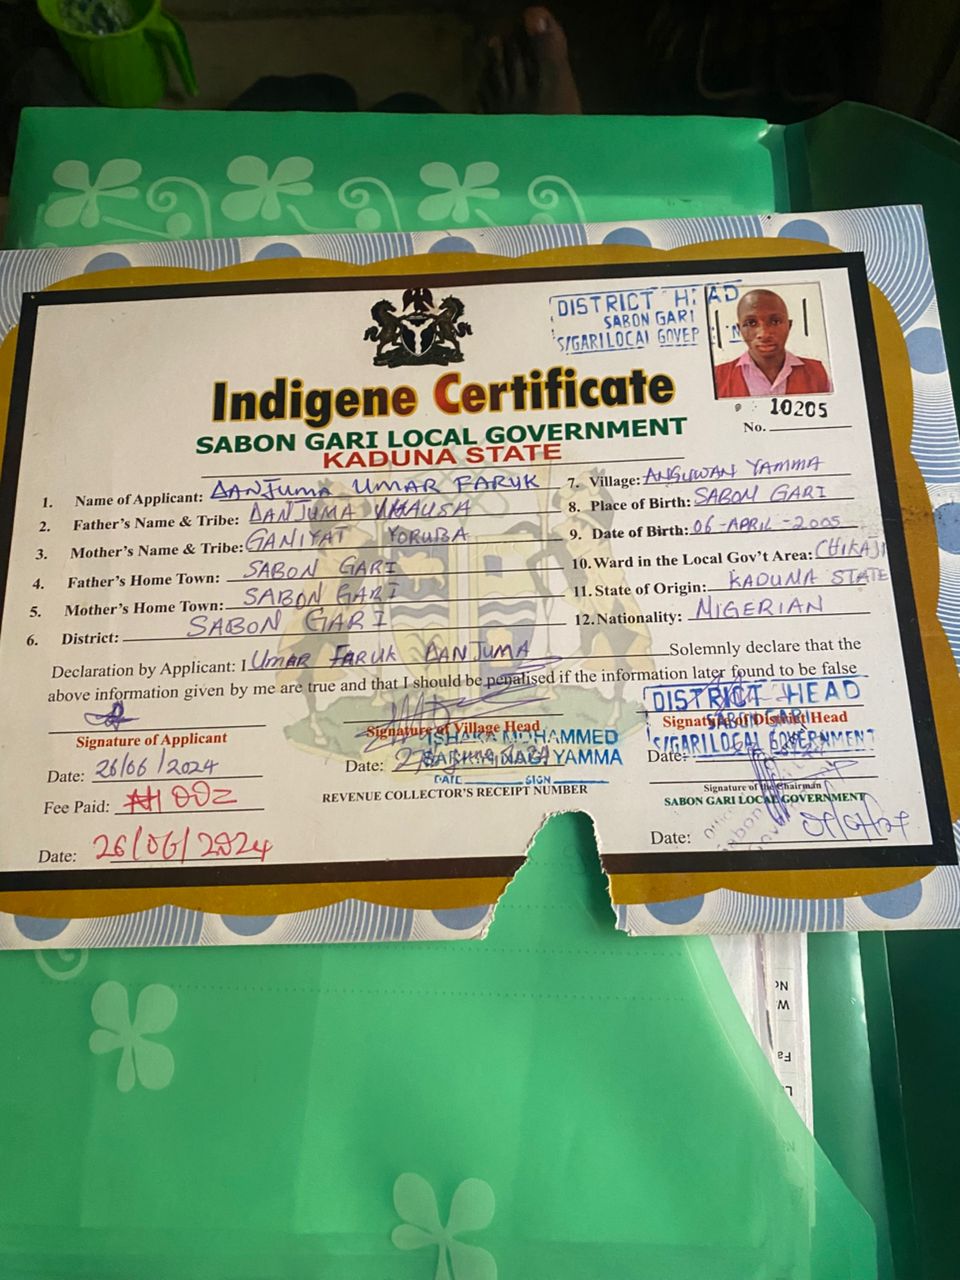 DISTRICT HEAD
SABON GARI
S/GARI LOCAL GOVER
Indigene Certificate
SABON GARI LOCAL GOVERNMENT
KADUNA STATE
No. 10205
1. Name of Applicant: DANJUMA UMAR FARUK
2. Father's Name & Tribe: DANJUMA HAUSA
3. Mother's Name & Tribe: GANIYAT YORUBA
4. Father's Home Town: SABON GARI
5. Mother's Home Town: SABON GARI
6. District: SABON GARI
7. Village: ANGUWAN YAMMA
8. Place of Birth: SABON GARI
9. Date of Birth: 06-APRIL-2005
10. Ward in the Local Gov't Area: CHIKAJI
11. State of Origin: KADUNA STATE
12. Nationality: NIGERIAN
Declaration by Applicant: I Umar Faruk DANJUMA Solemnly declare that the
above information given by me are true and that I should be penalised if the information later found to be false
Signature of Applicant
Date: 26/06/2024
Fee Paid:
Date: 26/06/2024
Signature of Village Head
ISHAKA MOHAMMED
YAMMA
Date:
DATE SIGN
REVENUE COLLECTOR'S RECEIPT NUMBER
DISTRICT HEAD
SABON GARI
Signature of District Head
S/GARI LOCAL GOVERNMENT
Date:
Signature of the Chairman
SABON GARI LOCAL GOVERNMENT
Date: